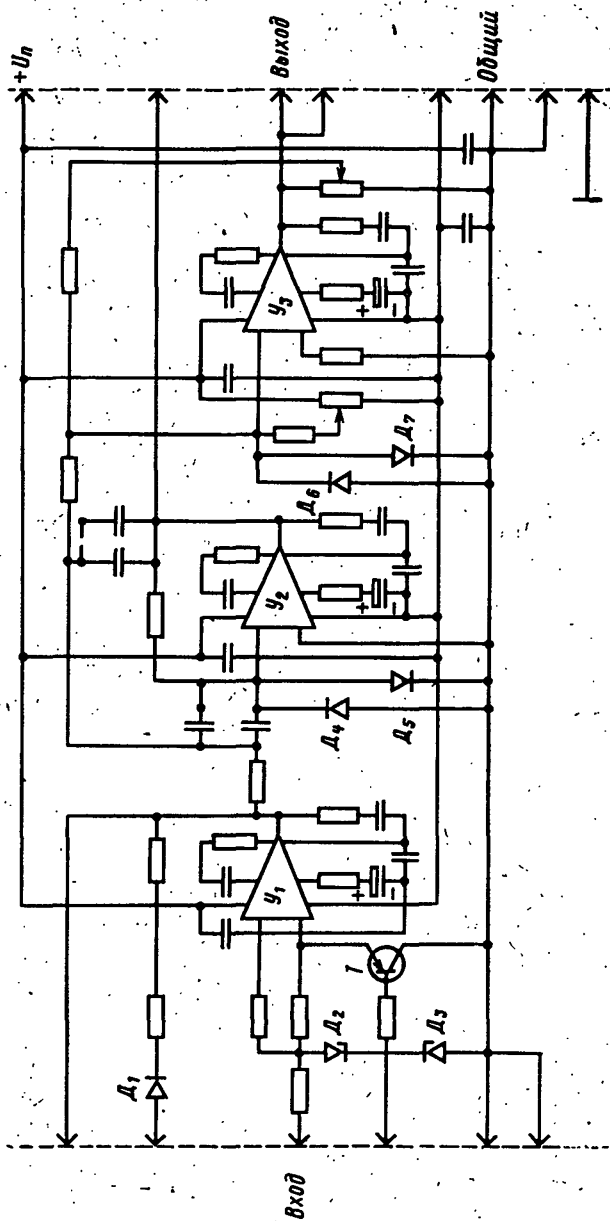 +Uп
Выход
Общий
Вход
Д₁
Д₂
Д₃
Д₄
Д₅
Д₆
Д₇
У₁
У₂
У₃
Т
+
−
+
−
+
−